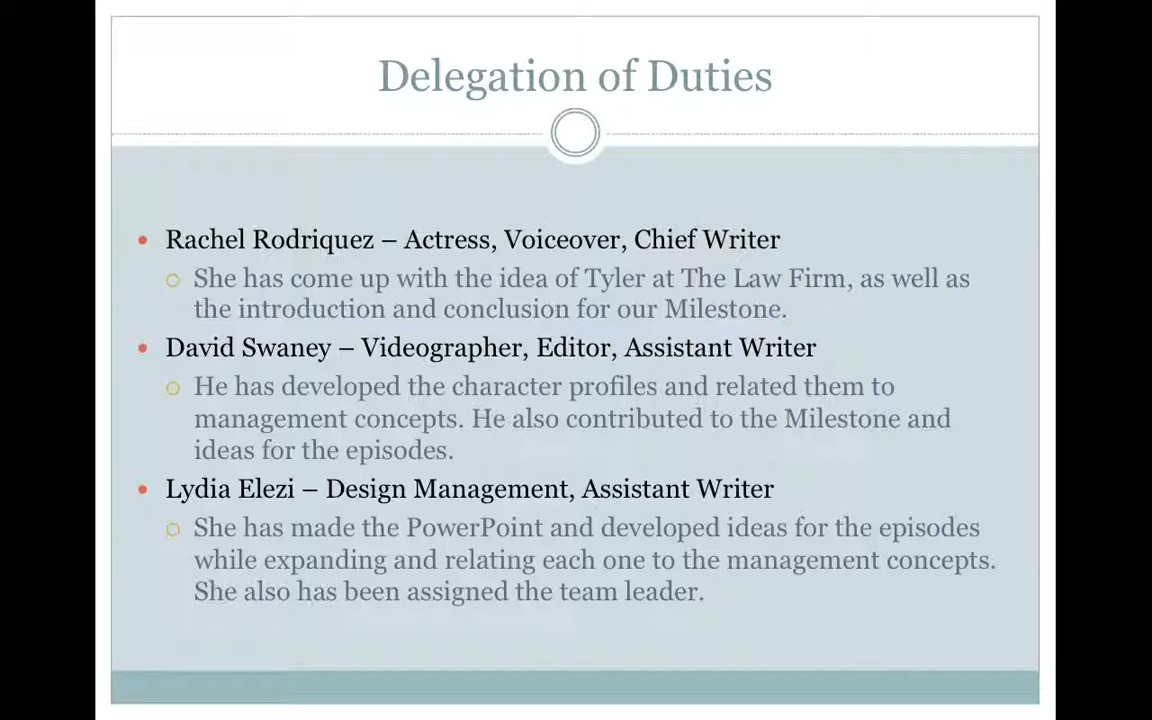 Delegation of Duties
Rachel Rodriquez – Actress, Voiceover, Chief Writer
She has come up with the idea of Tyler at The Law Firm, as well as
the introduction and conclusion for our Milestone.
David Swaney – Videographer, Editor, Assistant Writer
He has developed the character profiles and related them to
management concepts. He also contributed to the Milestone and
ideas for the episodes.
Lydia Elezi – Design Management, Assistant Writer
She has made the PowerPoint and developed ideas for the episodes
while expanding and relating each one to the management concepts.
She also has been assigned the team leader.